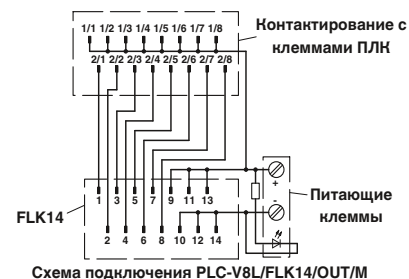 1/1 1/2 1/3 1/4 1/5 1/6 1/7 1/8
Контактирование с
клеммами ПЛК
2/1 2/2 2/3 2/4 2/5 2/6 2/7 2/8
+
1 3 5 7 9 11 13
Питающие
клеммы
-
FLK14
2 4 6 8 10 12 14
Схема подключения PLC-V8L/FLK14/OUT/M